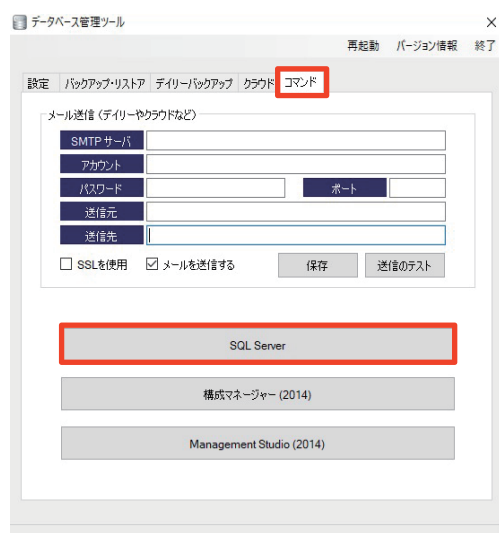 データベース管理ツール
再起動 バージョン情報 終了
設定 バックアップ・リストア デイリーバックアップ クラウド コマンド
メール送信（デイリーやクラウドなど）
SMTP サーバ
アカウント
パスワード ポート
送信元
送信先
SSLを使用 メールを送信する 保存 送信のテスト
SQL Server
構成マネージャー (2014)
Management Studio (2014)